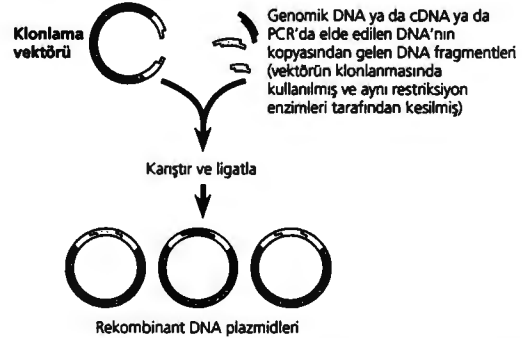 Klonlama
vektörü
Genomik DNA ya da cDNA ya da
PCR'da elde edilen DNA'nın
kopyasından gelen DNA fragmentleri
(vektörün klonlanmasında
kullanılmış ve aynı restriksiyon
enzimleri tarafından kesilmiş)
Karıştır ve ligatla
Rekombinant DNA plazmidleri